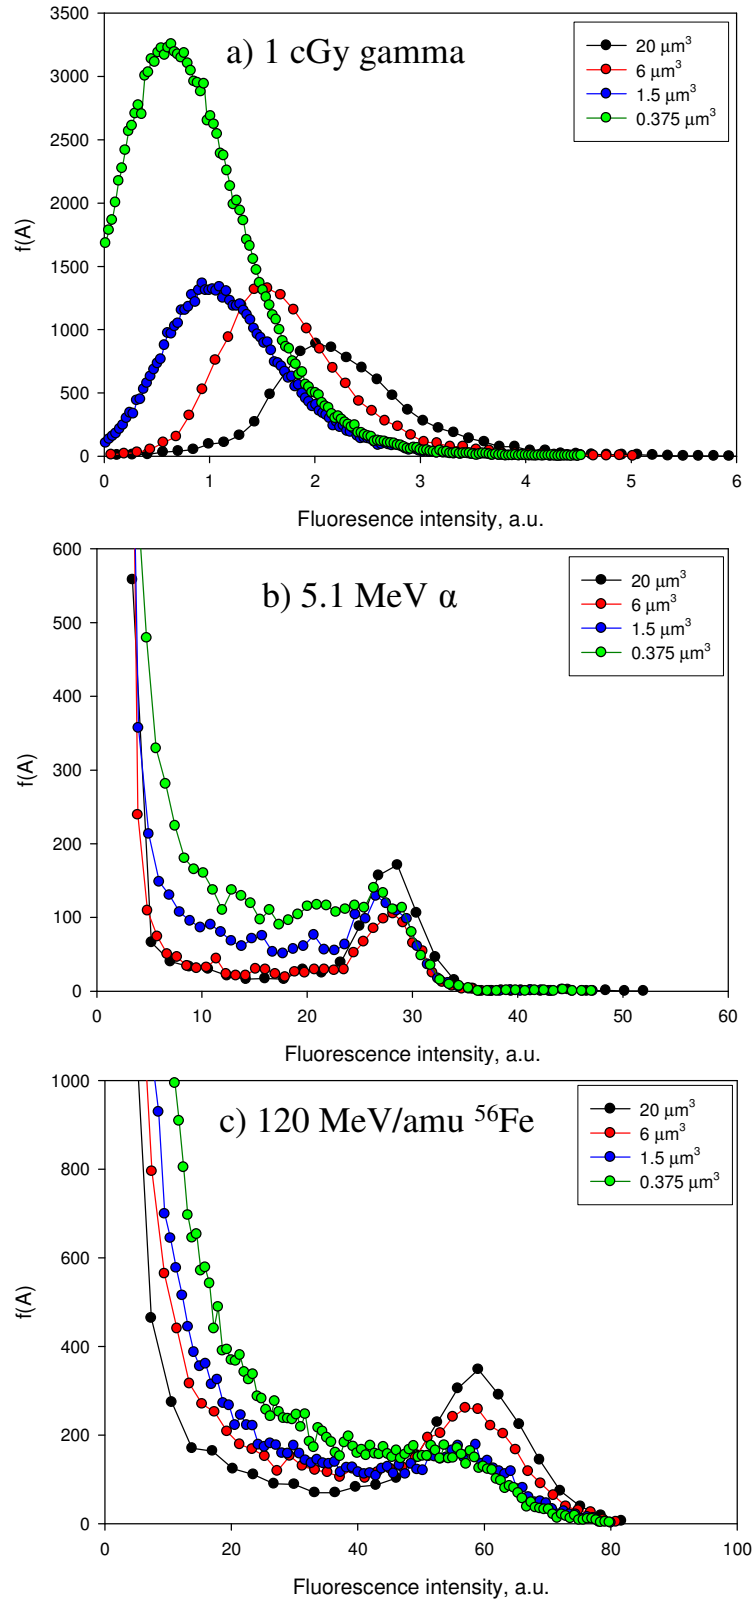 3500
3000
2500
2000
1500
1000
500
0
f(A)
a) 1 cGy gamma
20 μm³
6 μm³
1.5 μm³
0.375 μm³
0 1 2 3 4 5 6
Fluoresence intensity, a.u.
600
500
400
300
200
100
0
f(A)
b) 5.1 MeV α
20 μm³
6 μm³
1.5 μm³
0.375 μm³
0 10 20 30 40 50 60
Fluorescence intensity, a.u.
1000
800
600
400
200
0
f(A)
c) 120 MeV/amu ⁵⁶Fe
20 μm³
6 μm³
1.5 μm³
0.375 μm³
0 20 40 60 80 100
Fluorescence intensity, a.u.